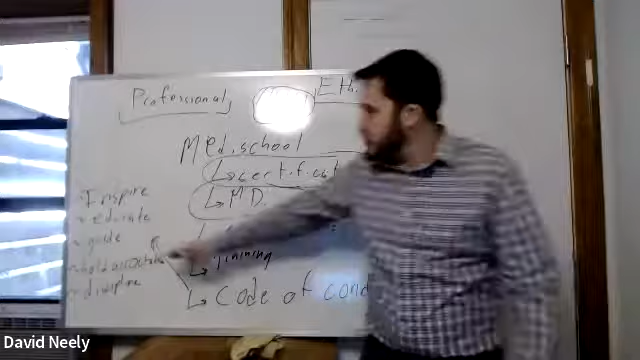 Professional Eth.
Med. school
certificat
MD.
Training
Code of cond
- Inspire
- educate
- guide
- hold accountable
- discipline
David Neely